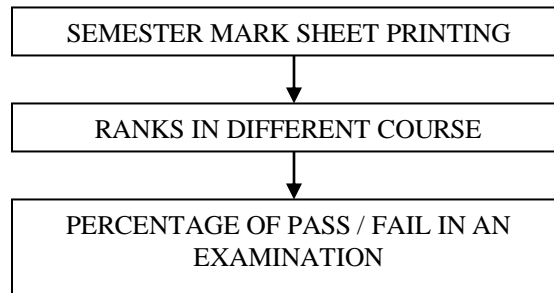 SEMESTER MARK SHEET PRINTING
RANKS IN DIFFERENT COURSE
PERCENTAGE OF PASS / FAIL IN AN
EXAMINATION